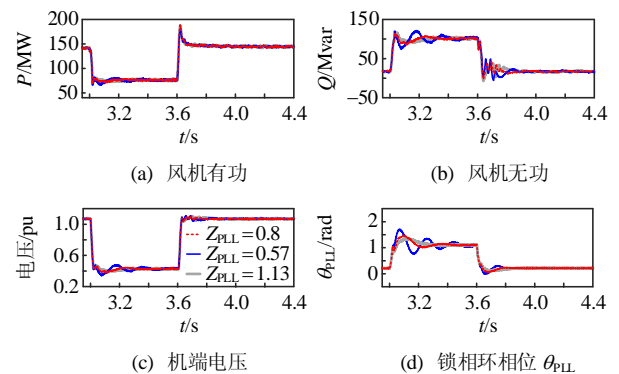 P/MW
200
150
100
50
3.2 3.6 4.0 4.4
t/s
(a) 风机有功
Q/Mvar
100
−50
3.2 3.6 4.0 4.4
t/s
(b) 风机无功
电压/pu
1.0
0.6
0.2
Z_PLL=0.8
Z_PLL=0.57
Z_PLL=1.13
3.2 3.6 4.0 4.4
t/s
(c) 机端电压
θ_PLL/rad
2
1
0
3.2 3.6 4.0 4.4
t/s
(d) 锁相环相位 θ_PLL